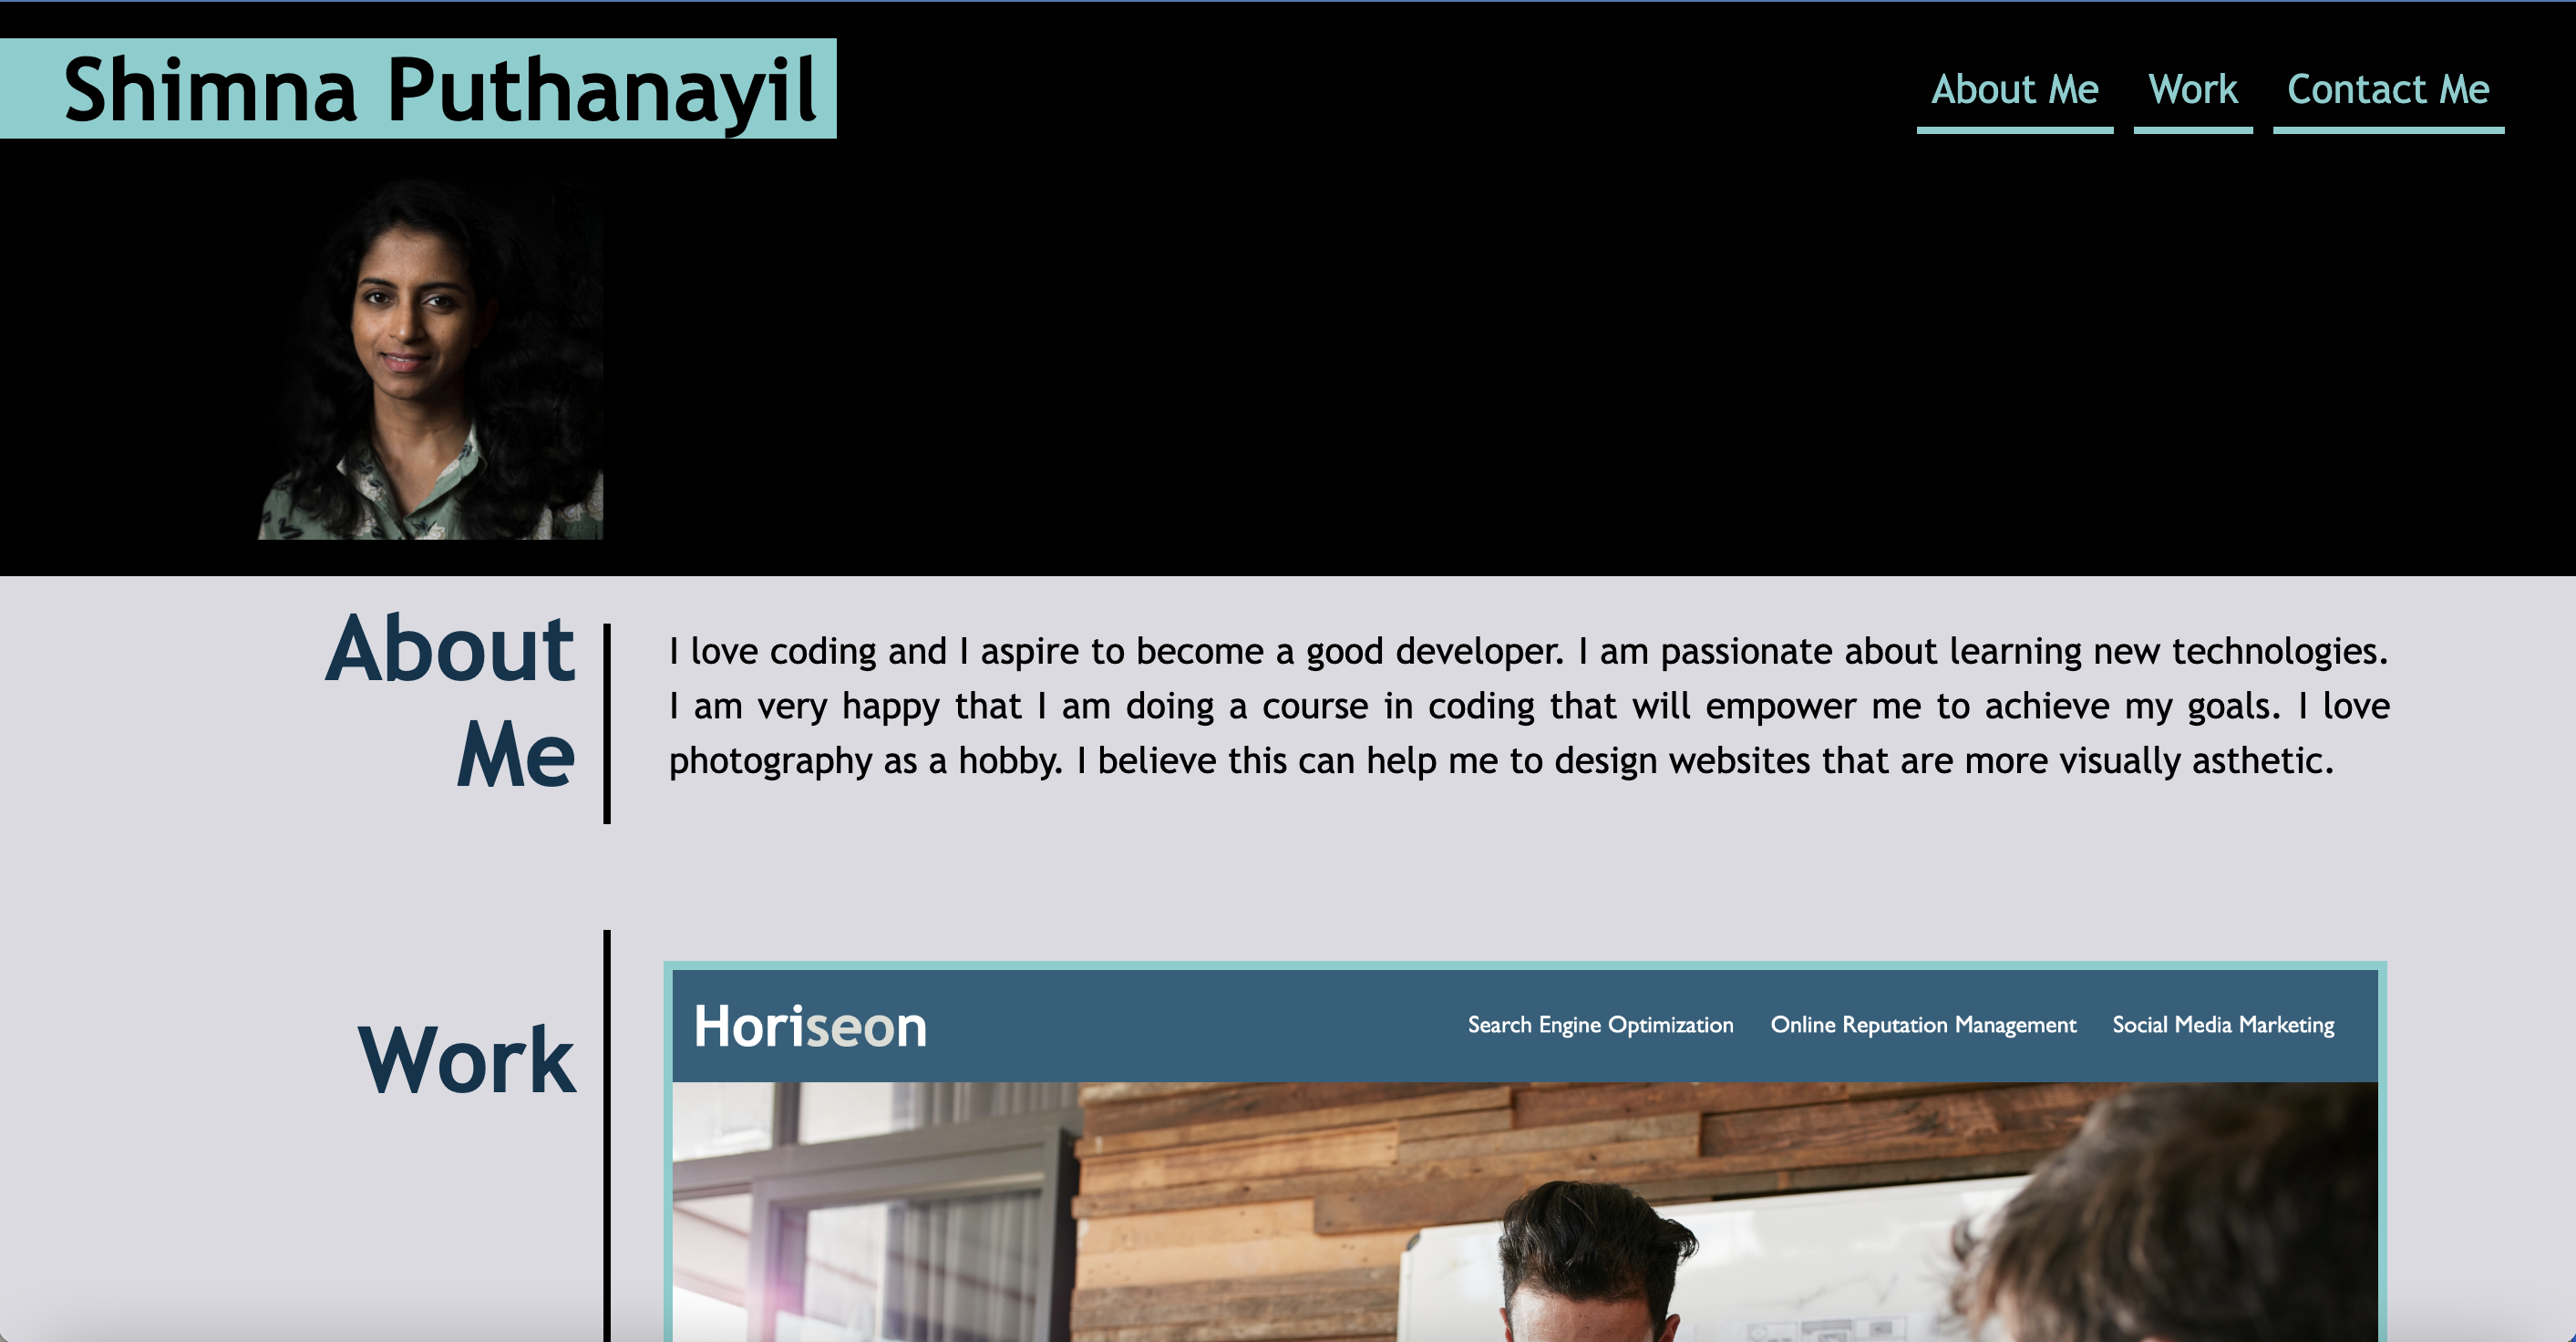 Shimna Puthanayil
About Me Work Contact Me
About
Me
I love coding and I aspire to become a good developer. I am passionate about learning new technologies.
I am very happy that I am doing a course in coding that will empower me to achieve my goals. I love
photography as a hobby. I believe this can help me to design websites that are more visually asthetic.
Work
Horiseon
Search Engine Optimization Online Reputation Management Social Media Marketing